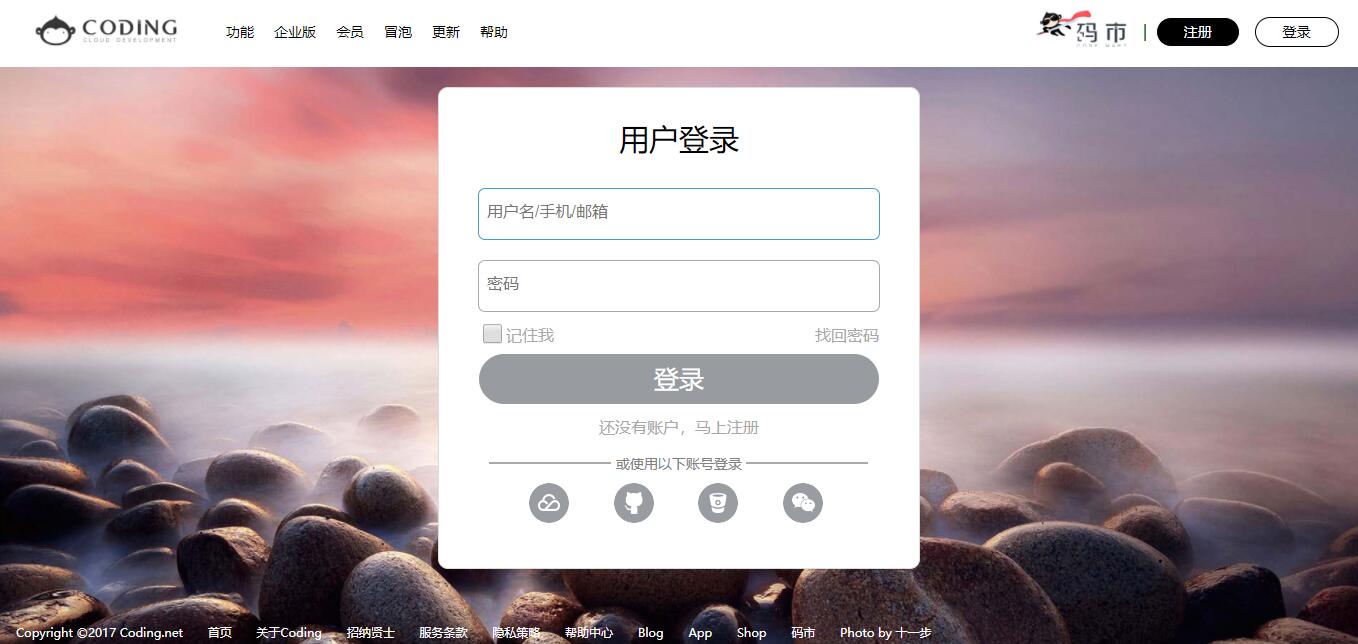 CODING 功能 企业版 会员 冒泡 更新 帮助 码市 | 注册 登录
CLOUD DEVELOPMENT CODE MART
用户登录
用户名/手机/邮箱
密码
记住我 找回密码
登录
还没有账户，马上注册
或使用以下账号登录
Copyright ©2017 Coding.net 首页 关于Coding 招纳贤士 服务条款 隐私策略 帮助中心 Blog App Shop 码市 Photo by 十一步